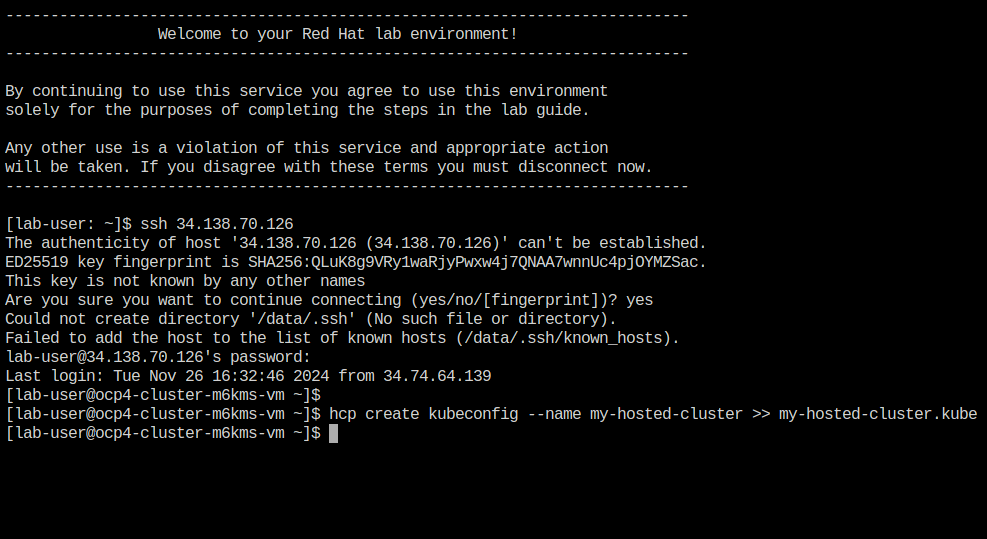 ----------------------------------------------------------------------------
Welcome to your Red Hat lab environment!
----------------------------------------------------------------------------
By continuing to use this service you agree to use this environment
solely for the purposes of completing the steps in the lab guide.
Any other use is a violation of this service and appropriate action
will be taken. If you disagree with these terms you must disconnect now.
----------------------------------------------------------------------------
[lab-user: ~]$ ssh 34.138.70.126
The authenticity of host '34.138.70.126 (34.138.70.126)' can't be established.
ED25519 key fingerprint is SHA256:QLuK8g9VRy1waRjyPwxw4j7QNAA7wnnUc4pjOYMZSac.
This key is not known by any other names
Are you sure you want to continue connecting (yes/no/[fingerprint])? yes
Could not create directory '/data/.ssh' (No such file or directory).
Failed to add the host to the list of known hosts (/data/.ssh/known_hosts).
lab-user@34.138.70.126's password:
Last login: Tue Nov 26 16:32:46 2024 from 34.74.64.139
[lab-user@ocp4-cluster-m6kms-vm ~]$
[lab-user@ocp4-cluster-m6kms-vm ~]$ hcp create kubeconfig --name my-hosted-cluster >> my-hosted-cluster.kube
[lab-user@ocp4-cluster-m6kms-vm ~]$